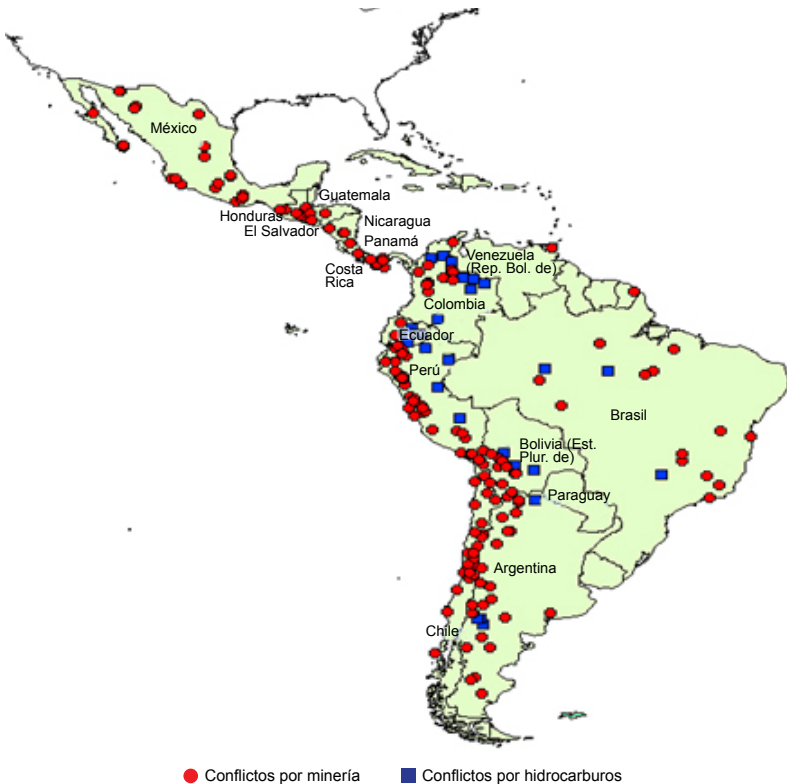 México
Guatemala
Honduras
Nicaragua
El Salvador
Panamá
Costa
Rica
Venezuela
(Rep. Bol. de)
Colombia
Ecuador
Perú
Brasil
Bolivia (Est.
Plur. de)
Paraguay
Argentina
Chile
Conflictos por minería
Conflictos por hidrocarburos